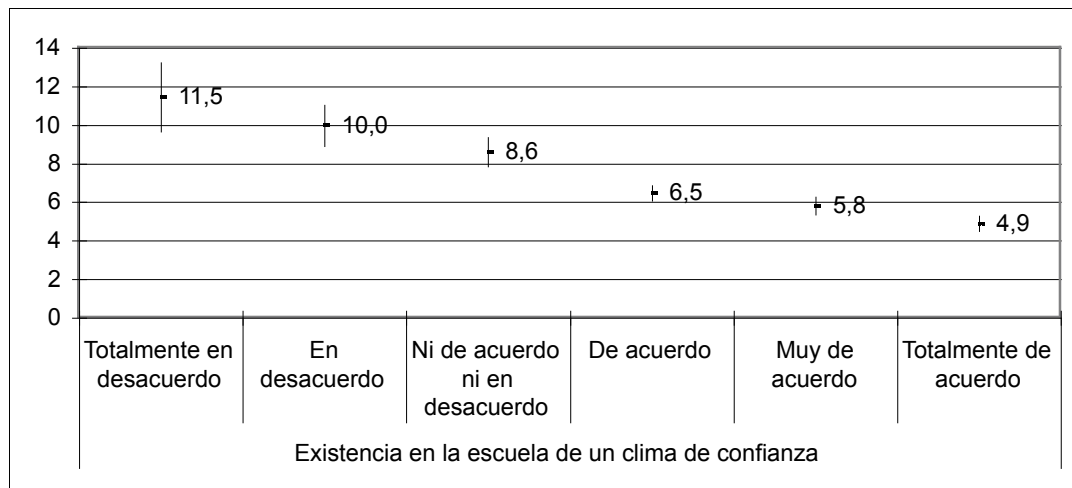 14
12
10
8
6
4
2
0
11,5
10,0
8,6
6,5
5,8
4,9
Totalmente en
desacuerdo
En
desacuerdo
Ni de acuerdo
ni en
desacuerdo
De acuerdo
Muy de
acuerdo
Totalmente de
acuerdo
Existencia en la escuela de un clima de confianza